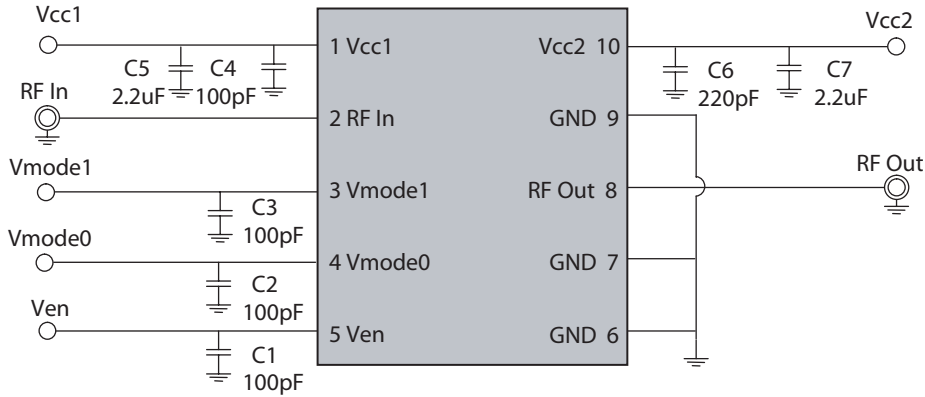 Vcc1
C5
2.2uF
C4
100pF
RF In
Vmode1
C3
100pF
Vmode0
C2
100pF
Ven
C1
100pF
1 Vcc1
2 RF In
3 Vmode1
4 Vmode0
5 Ven
Vcc2 10
GND 9
RF Out 8
GND 7
GND 6
Vcc2
C6
220pF
C7
2.2uF
RF Out